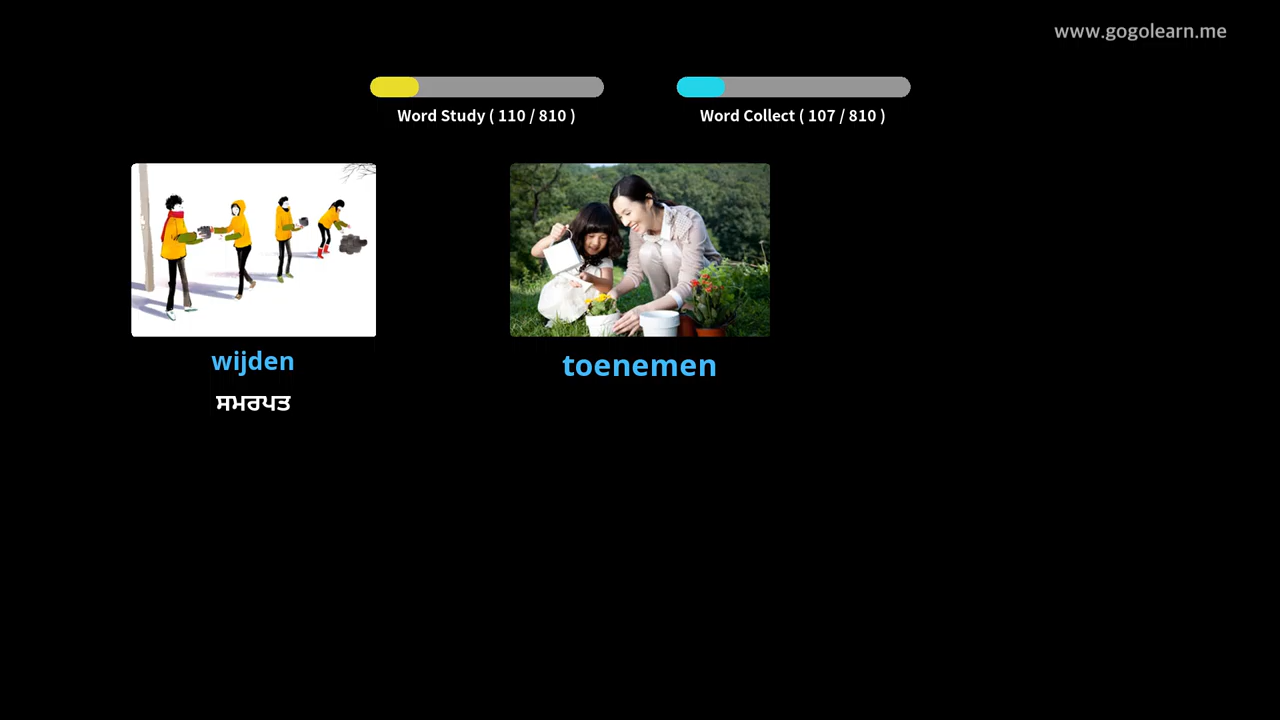 www.gogolearn.me
Word Study ( 110 / 810 )
Word Collect ( 107 / 810 )
wijden
ਸਮਰਪਤ
toenemen